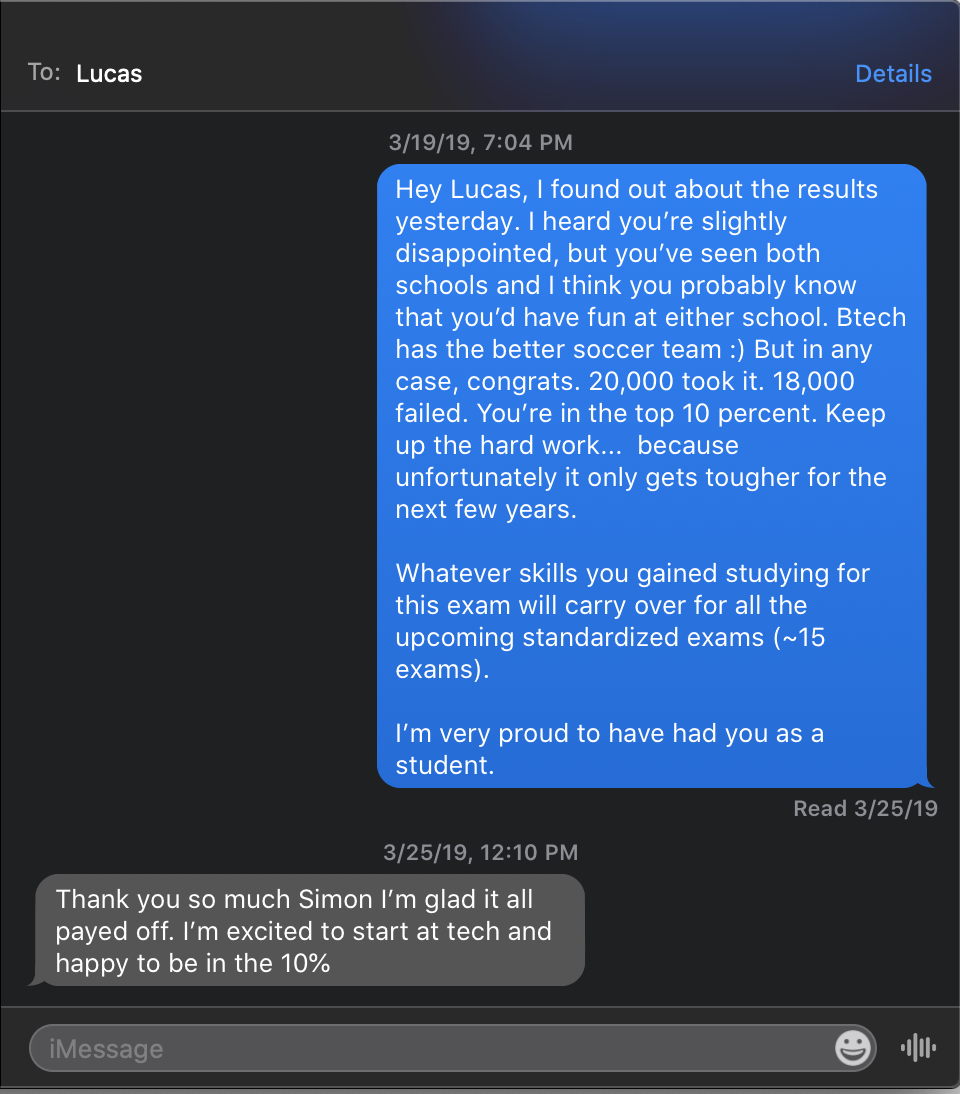 To: Lucas
Details
3/19/19, 7:04 PM
Hey Lucas, I found out about the results
yesterday. I heard you’re slightly
disappointed, but you’ve seen both
schools and I think you probably know
that you’d have fun at either school. Btech
has the better soccer team :) But in any
case, congrats. 20,000 took it. 18,000
failed. You’re in the top 10 percent. Keep
up the hard work...  because
unfortunately it only gets tougher for the
next few years.
Whatever skills you gained studying for
this exam will carry over for all the
upcoming standardized exams (~15
exams).
I’m very proud to have had you as a
student.
Read 3/25/19
3/25/19, 12:10 PM
Thank you so much Simon I’m glad it all
payed off. I’m excited to start at tech and
happy to be in the 10%
iMessage